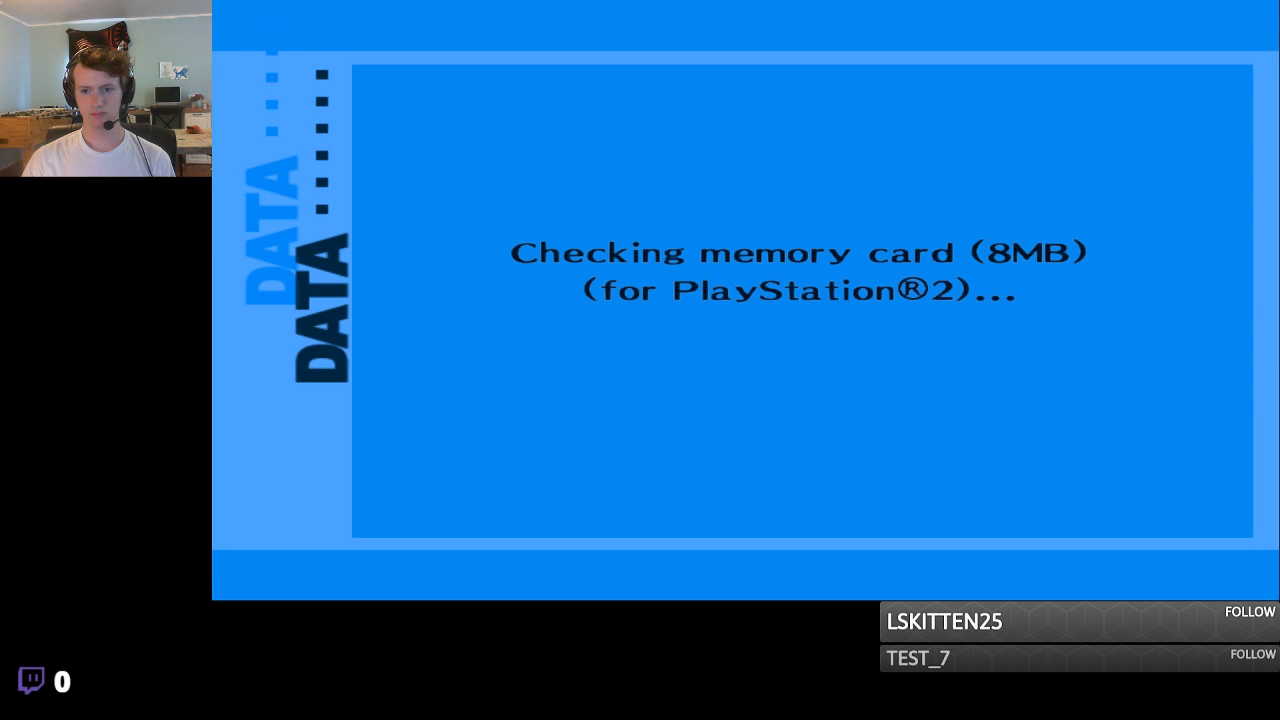 DATA
DATA
Checking memory card (8MB)
(for PlayStation®2)...
LSKITTEN25
FOLLOW
TEST_7
FOLLOW
0